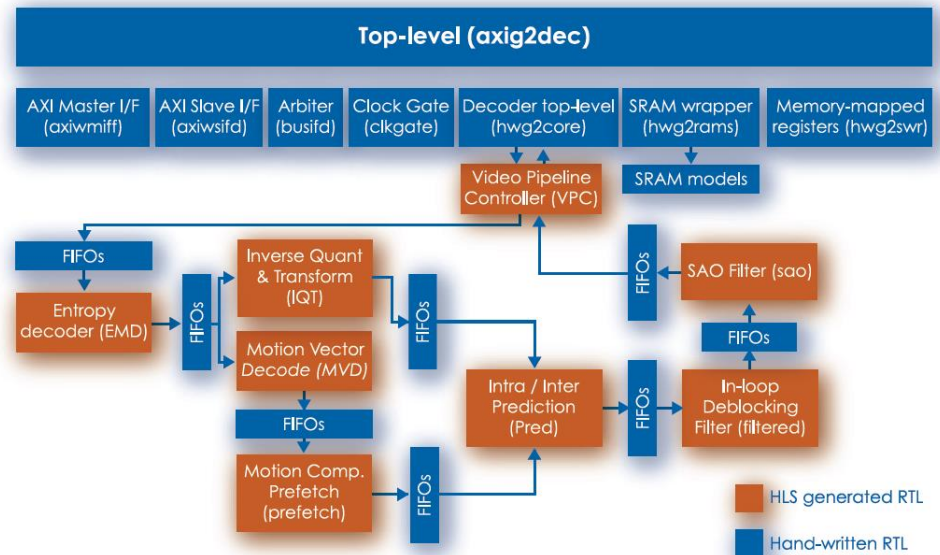 Top-level (axig2dec)
AXI Master I/F
(axiwmiff)
AXI Slave I/F
(axiwsifd)
Arbiter
(busifd)
Clock Gate
(clkgate)
Decoder top-level
(hwg2core)
SRAM wrapper
(hwg2rams)
Memory-mapped
registers (hwg2swr)
Video Pipeline
Controller (VPC)
SRAM models
FIFOs
Entropy
decoder (EMD)
FIFOs
Inverse Quant
& Transform
(IQT)
Motion Vector
Decode (MVD)
FIFOs
Motion Comp.
Prefetch
(prefetch)
FIFOs
FIFOs
Intra / Inter
Prediction
(Pred)
FIFOs
In-loop
Deblocking
Filter (filtered)
FIFOs
SAO Filter (sao)
FIFOs
HLS generated RTL
Hand-written RTL